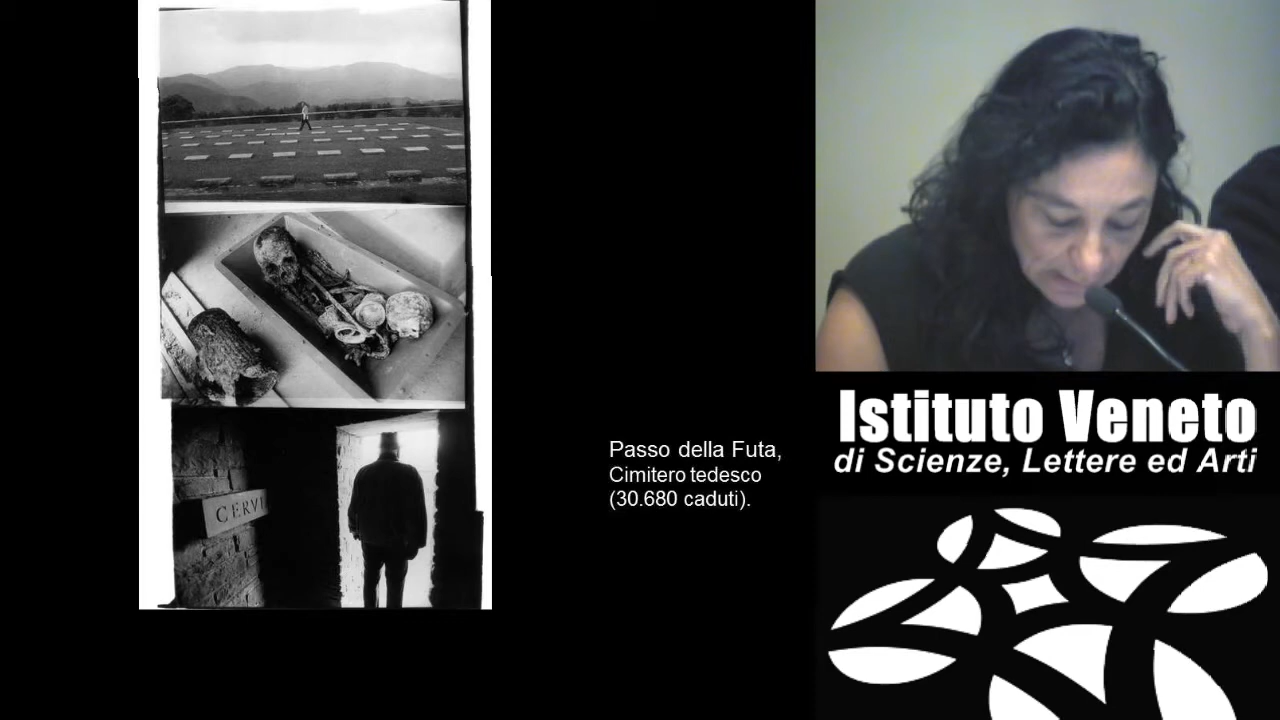 CERVI
Passo della Futa,
Cimitero tedesco
(30.680 caduti).
Istituto Veneto
di Scienze, Lettere ed Arti